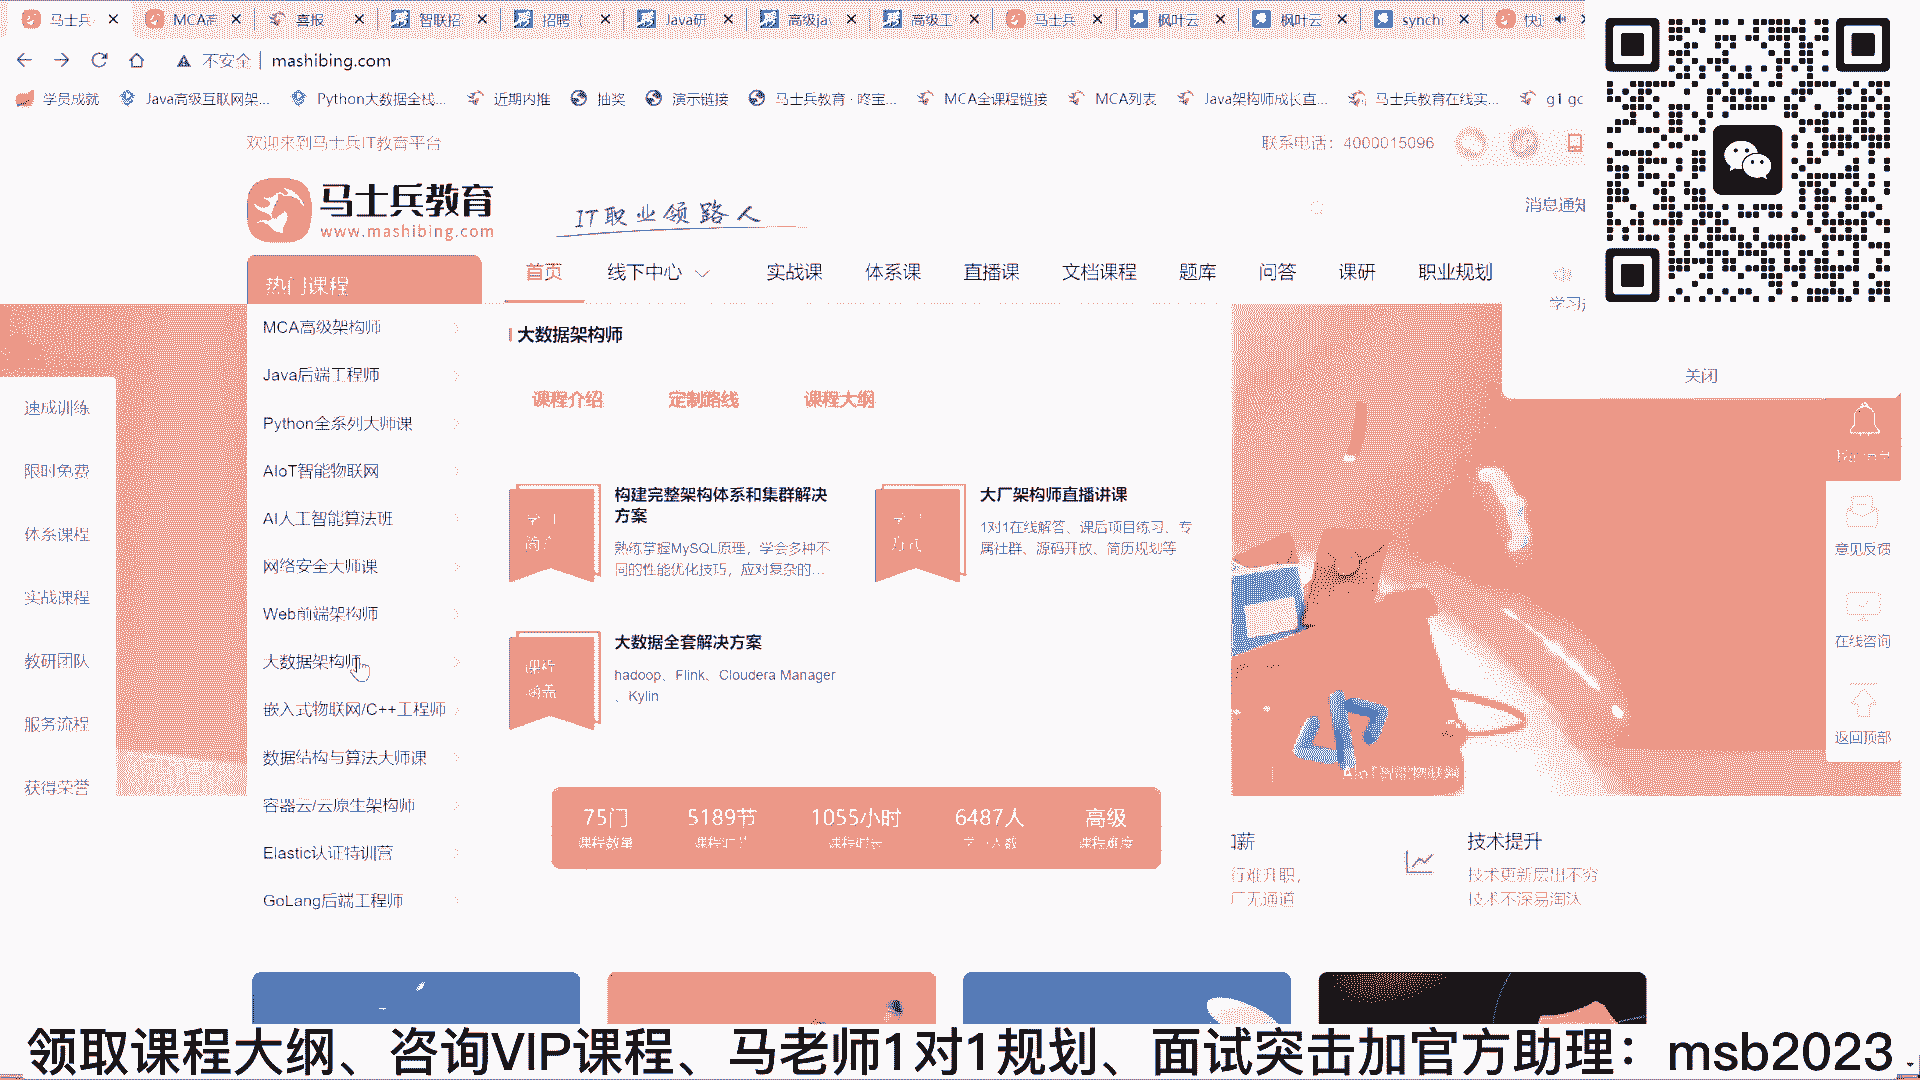 马士兵
MCA高
喜报
智联招
招聘（
Java研
高级ja
高级工
马士兵
枫叶云
枫叶云
synchr
快速
不安全
mashibing.com
学员成就
Java高级互联网架...
Python大数据全栈...
近期内推
抽奖
演示链接
马士兵教育 - 咚宝...
MCA全课程链接
MCA列表
Java架构师成长直...
马士兵教育在线实...
g1 gc
欢迎来到马士兵IT教育平台
联系电话：4000015096
马士兵教育
www.mashibing.com
IT职业领路人
消息通知
热门课程
首页
线下中心
实战课
体系课
直播课
文档课程
题库
问答
课研
职业规划
MCA高级架构师
Java后端工程师
Python全系列大师课
AIoT智能物联网
AI人工智能算法班
网络安全大师课
Web前端架构师
大数据架构师
嵌入式物联网/C++工程师
数据结构与算法大师课
容器云/云原生架构师
Elastic认证特训营
GoLang后端工程师
速成训练
限时免费
体系课程
实战课程
教研团队
服务流程
获得荣誉
大数据架构师
课程介绍
定制路线
课程大纲
构建完整架构体系和集群解决
方案
熟练掌握MySQL原理，学会多种不
同的性能优化技巧，应对复杂的...
大厂架构师直播讲课
1对1在线解答、课后项目练习、专
属社群、源码开放、简历规划等
课程
涵盖
大数据全套解决方案
hadoop、Flink、Cloudera Manager
、Kylin
75门
课程数量
5189节
1055小时
6487人
高级
课程难度
关闭
意见反馈
在线咨询
返回顶部
AIoT智能物联网
行难升职，
厂无通道
技术提升
技术更新层出不穷
技术不深易淘汰
领取课程大纲、咨询VIP课程、马老师1对1规划、面试突击加官方助理：msb2023